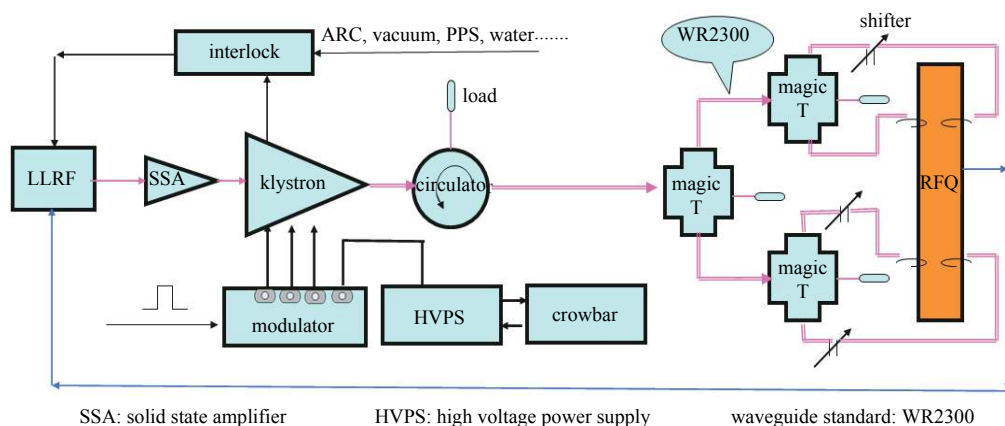 ARC, vacuum, PPS, water.......
interlock
WR2300
shifter
magic
T
load
LLRF
SSA
klystron
circulator
magic
T
RFQ
magic
T
modulator
HVPS
crowbar
SSA: solid state amplifier
HVPS: high voltage power supply
waveguide standard: WR2300